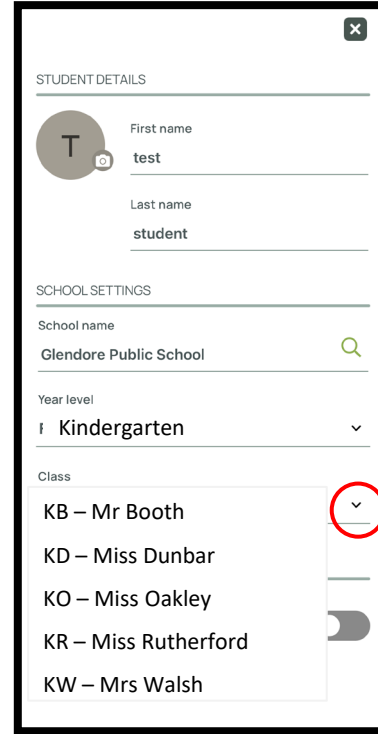 STUDENT DETAILS
T
First name
test
Last name
student
SCHOOL SETTINGS
School name
Glendore Public School
Year level
Kindergarten
Class
KB – Mr Booth
KD – Miss Dunbar
KO – Miss Oakley
KR – Miss Rutherford
KW – Mrs Walsh